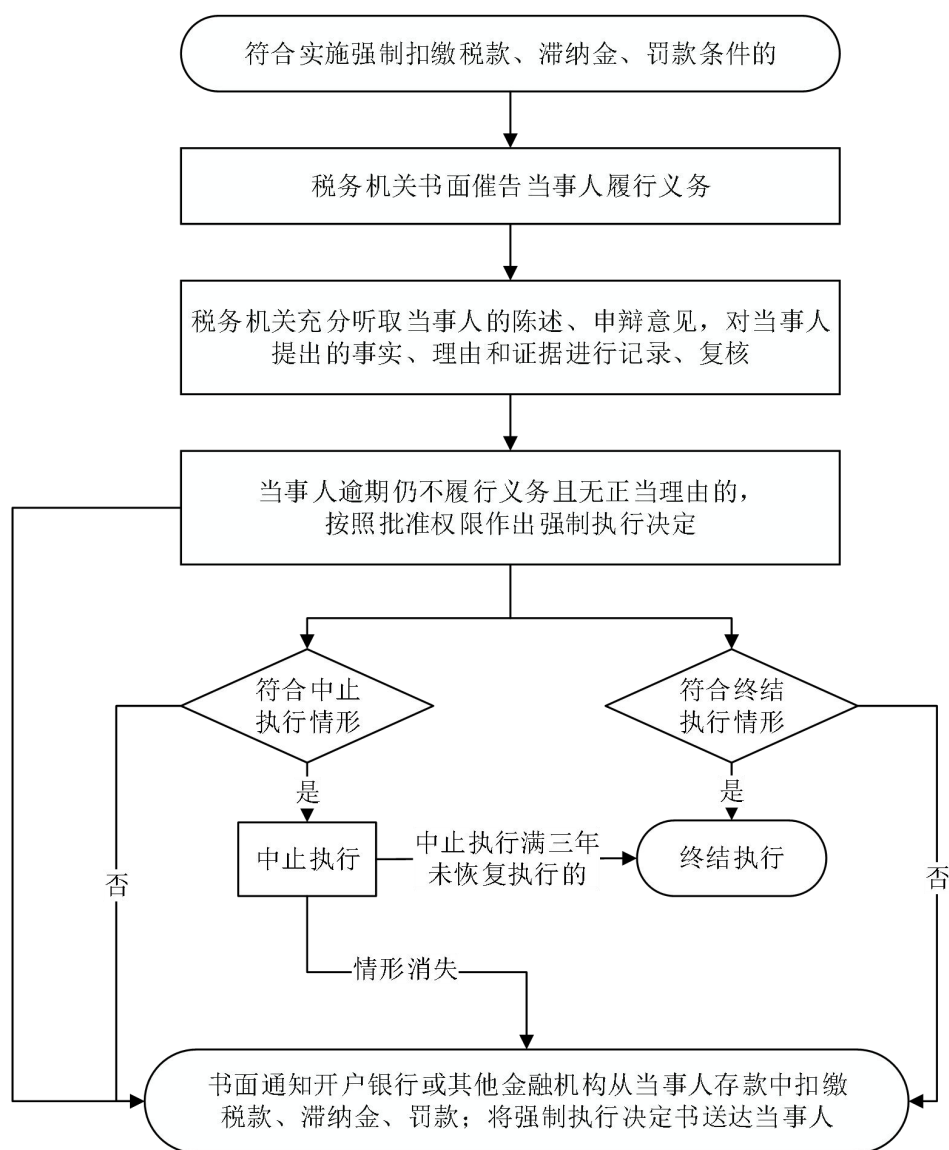 符合实施强制扣缴税款、滞纳金、罚款条件的
税务机关书面催告当事人履行义务
税务机关充分听取当事人的陈述、申辩意见，对当事人
提出的事实、理由和证据进行记录、复核
当事人逾期仍不履行义务且无正当理由的，
按照批准权限作出强制执行决定
符合中止
执行情形
符合终结
执行情形
是
是
中止执行
中止执行满三年
未恢复执行的
终结执行
否
否
情形消失
书面通知开户银行或其他金融机构从当事人存款中扣缴
税款、滞纳金、罚款；将强制执行决定书送达当事人